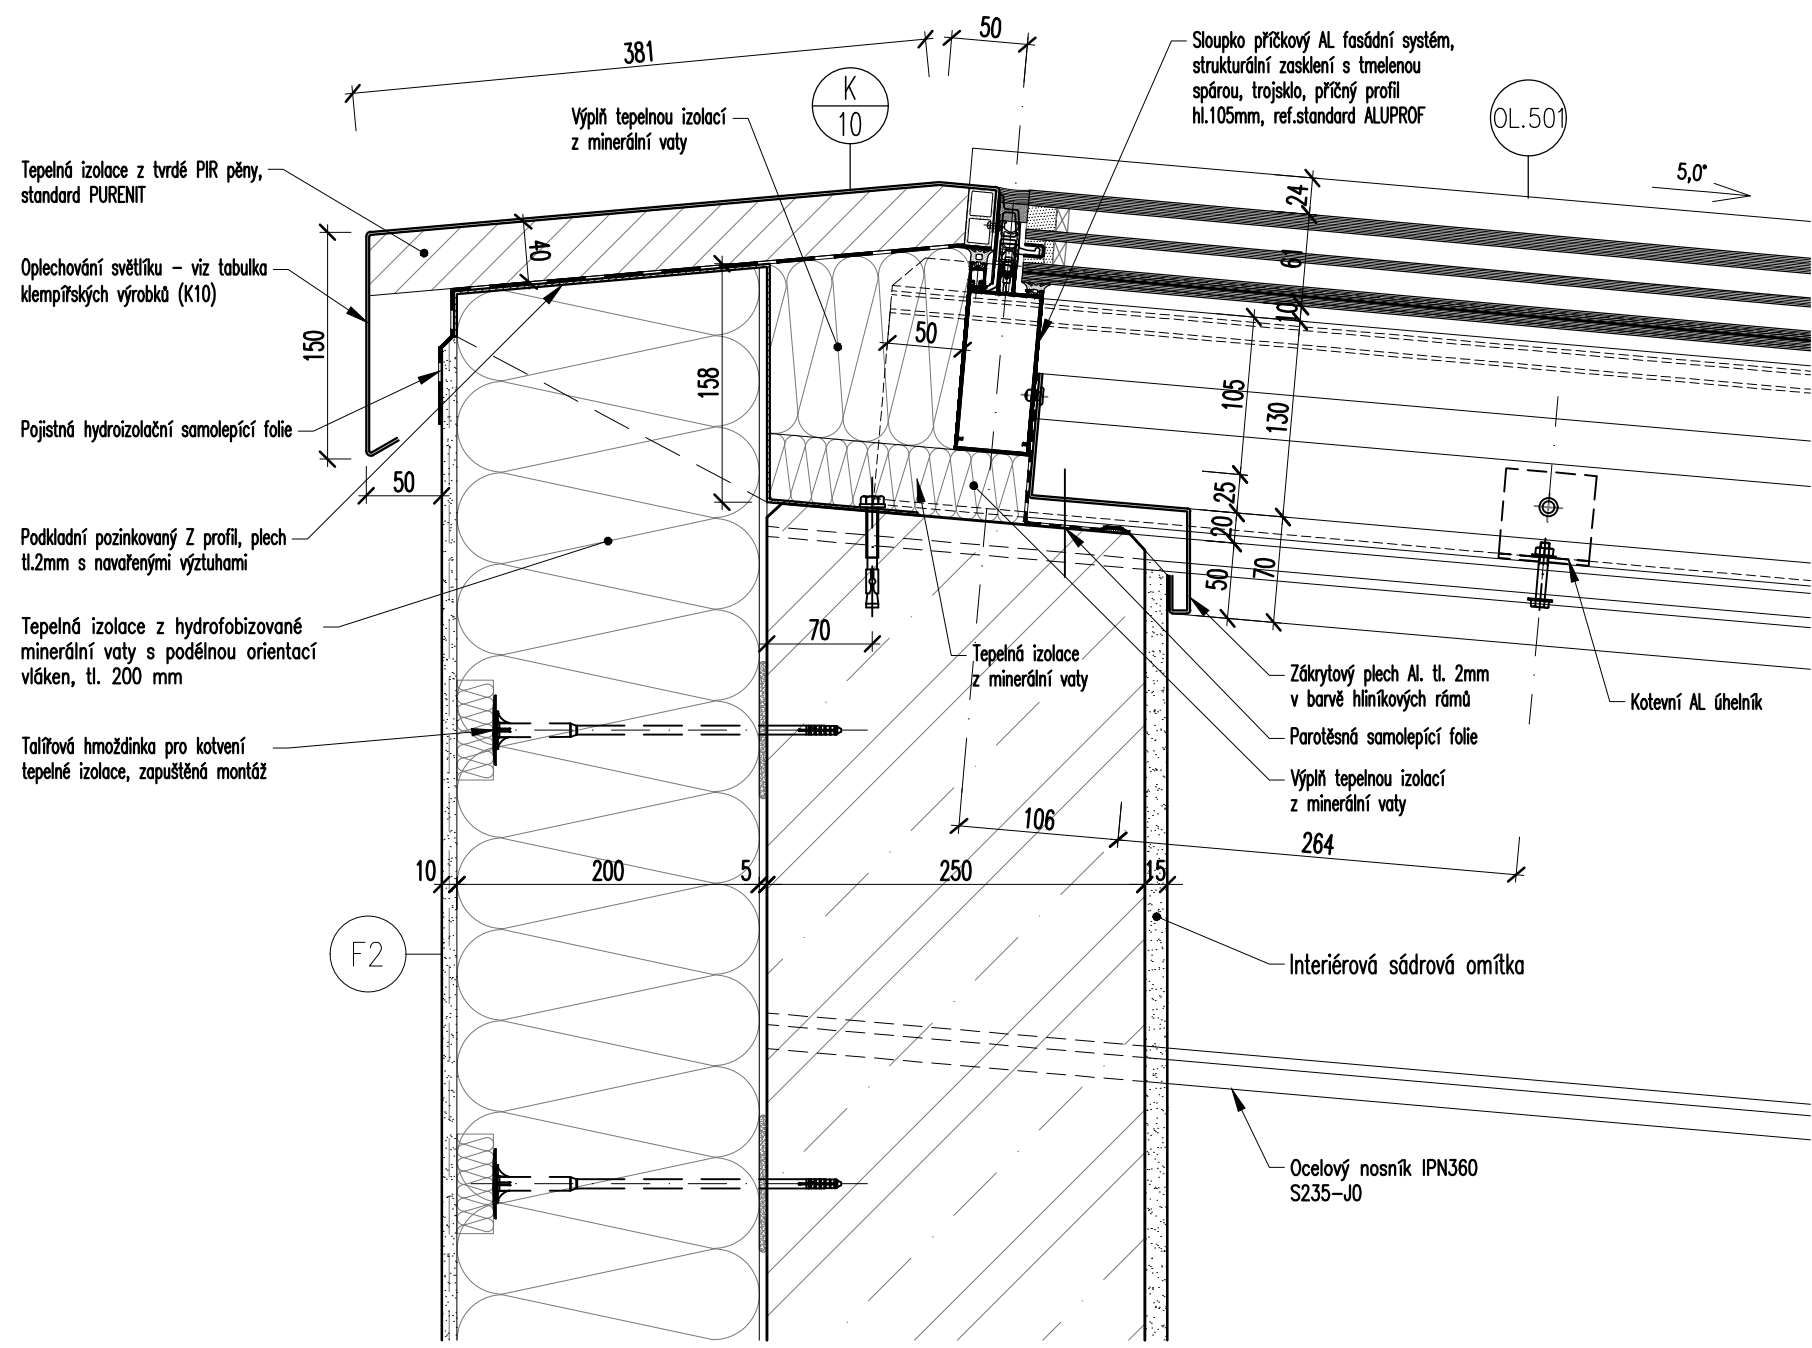 381
50
K
10
Sloupko příčkový AL fasádní systém,
strukturální zasklení s tmelenou
spárou, trojsklo, příčný profil
hl.105mm, ref.standard ALUPROF
OL.501
5,0°
Výplň tepelnou izolací
z minerální vaty
Tepelná izolace z tvrdé PIR pěny,
standard PURENIT
24
40
61
Oplechování světlíku – viz tabulka
klempířských výrobků (K10)
10
150
50
158
105
130
Pojistná hydroizolační samolepící folie
50
25
20
Podkladní pozinkovaný Z profil, plech
tl.2mm s navařenými výztuhami
50
70
Tepelná izolace z hydrofobizované
minerální vaty s podélnou orientací
vláken, tl. 200 mm
70
Tepelná izolace
z minerální vaty
Zákrytový plech Al. tl. 2mm
v barvě hliníkových rámů
Kotevní AL úhelník
Talířová hmoždinka pro kotvení
tepelné izolace, zapuštěná montáž
Parotěsná samolepící folie
Výplň tepelnou izolací
z minerální vaty
106
264
10
200
5
250
15
F2
Interiérová sádrová omítka
Ocelový nosník IPN360
S235–J0